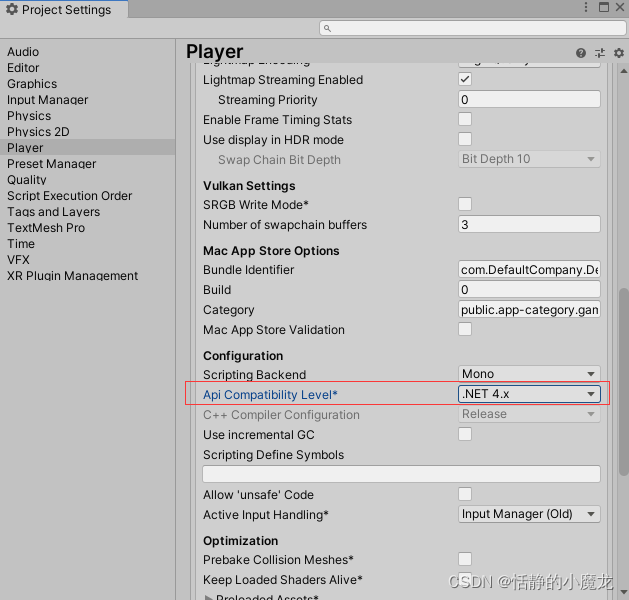 Project Settings
Audio
Editor
Graphics
Input Manager
Physics
Physics 2D
Player
Preset Manager
Quality
Script Execution Order
Tags and Layers
TextMesh Pro
Time
VFX
XR Plugin Management
Player
Lightmap Encoding
Lightmap Streaming Enabled
Streaming Priority 0
Enable Frame Timing Stats
Use display in HDR mode
Swap Chain Bit Depth Bit Depth 10
Vulkan Settings
SRGB Write Mode*
Number of swapchain buffers 3
Mac App Store Options
Bundle Identifier com.DefaultCompany.De
Build 0
Category public.app-category.gam
Mac App Store Validation
Configuration
Scripting Backend Mono
Api Compatibility Level* .NET 4.x
C++ Compiler Configuration Release
Use incremental GC
Scripting Define Symbols
Allow 'unsafe' Code
Active Input Handling* Input Manager (Old)
Optimization
Prebake Collision Meshes*
Keep Loaded Shaders Alive*
Preloaded Assets*
CSDN @恬静的小魔龙